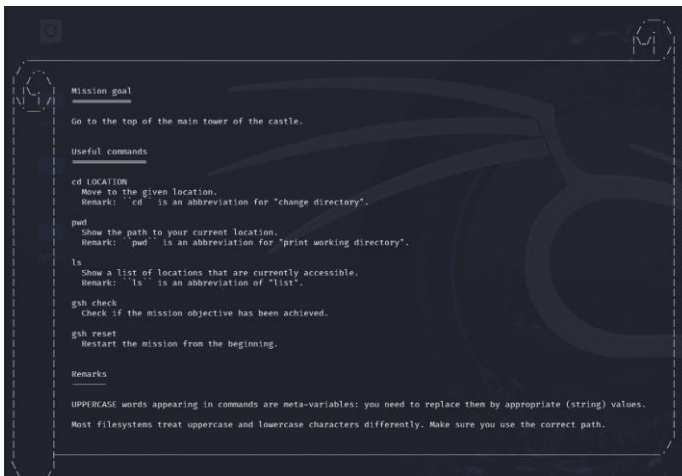 Mission goal
Go to the top of the main tower of the castle.
Useful commands
cd LOCATION
Move to the given location.
Remark: ``cd`` is an abbreviation for "change directory".
pwd
Show the path to your current location.
Remark: ``pwd`` is an abbreviation for "print working directory".
ls
Show a list of locations that are currently accessible.
Remark: ``ls`` is an abbreviation of "list".
gsh check
Check if the mission objective has been achieved.
gsh reset
Restart the mission from the beginning.
Remarks
UPPERCASE words appearing in commands are meta-variables: you need to replace them by appropriate (string) values.
Most filesystems treat uppercase and lowercase characters differently. Make sure you use the correct path.